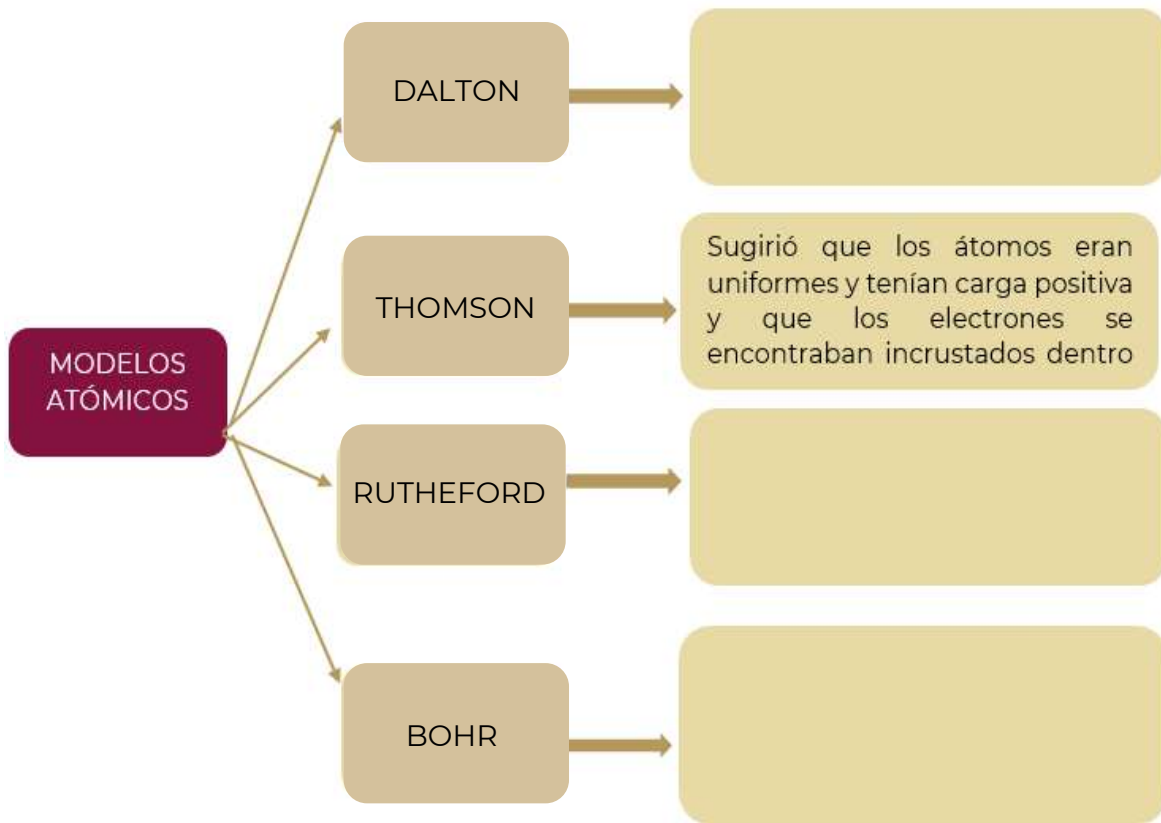 DALTON
Sugirió que los átomos eran
uniformes y tenían carga positiva
y que los electrones se
encontraban incrustados dentro
THOMSON
MODELOS
ATÓMICOS
RUTHEFORD
BOHR